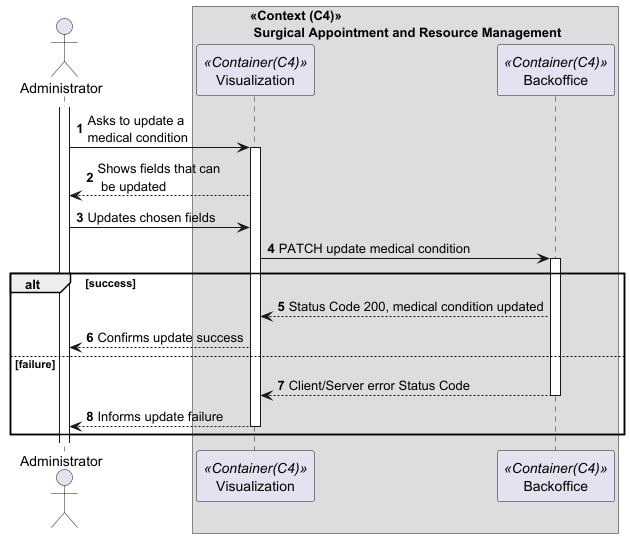 «Context (C4)»
Surgical Appointment and Resource Management
Administrator
«Container(C4)»
Visualization
«Container(C4)»
Backoffice
1 Asks to update a
medical condition
2 Shows fields that can
be updated
3 Updates chosen fields
4 PATCH update medical condition
alt [success]
5 Status Code 200, medical condition updated
6 Confirms update success
[failure]
7 Client/Server error Status Code
8 Informs update failure
Administrator
«Container(C4)»
Visualization
«Container(C4)»
Backoffice